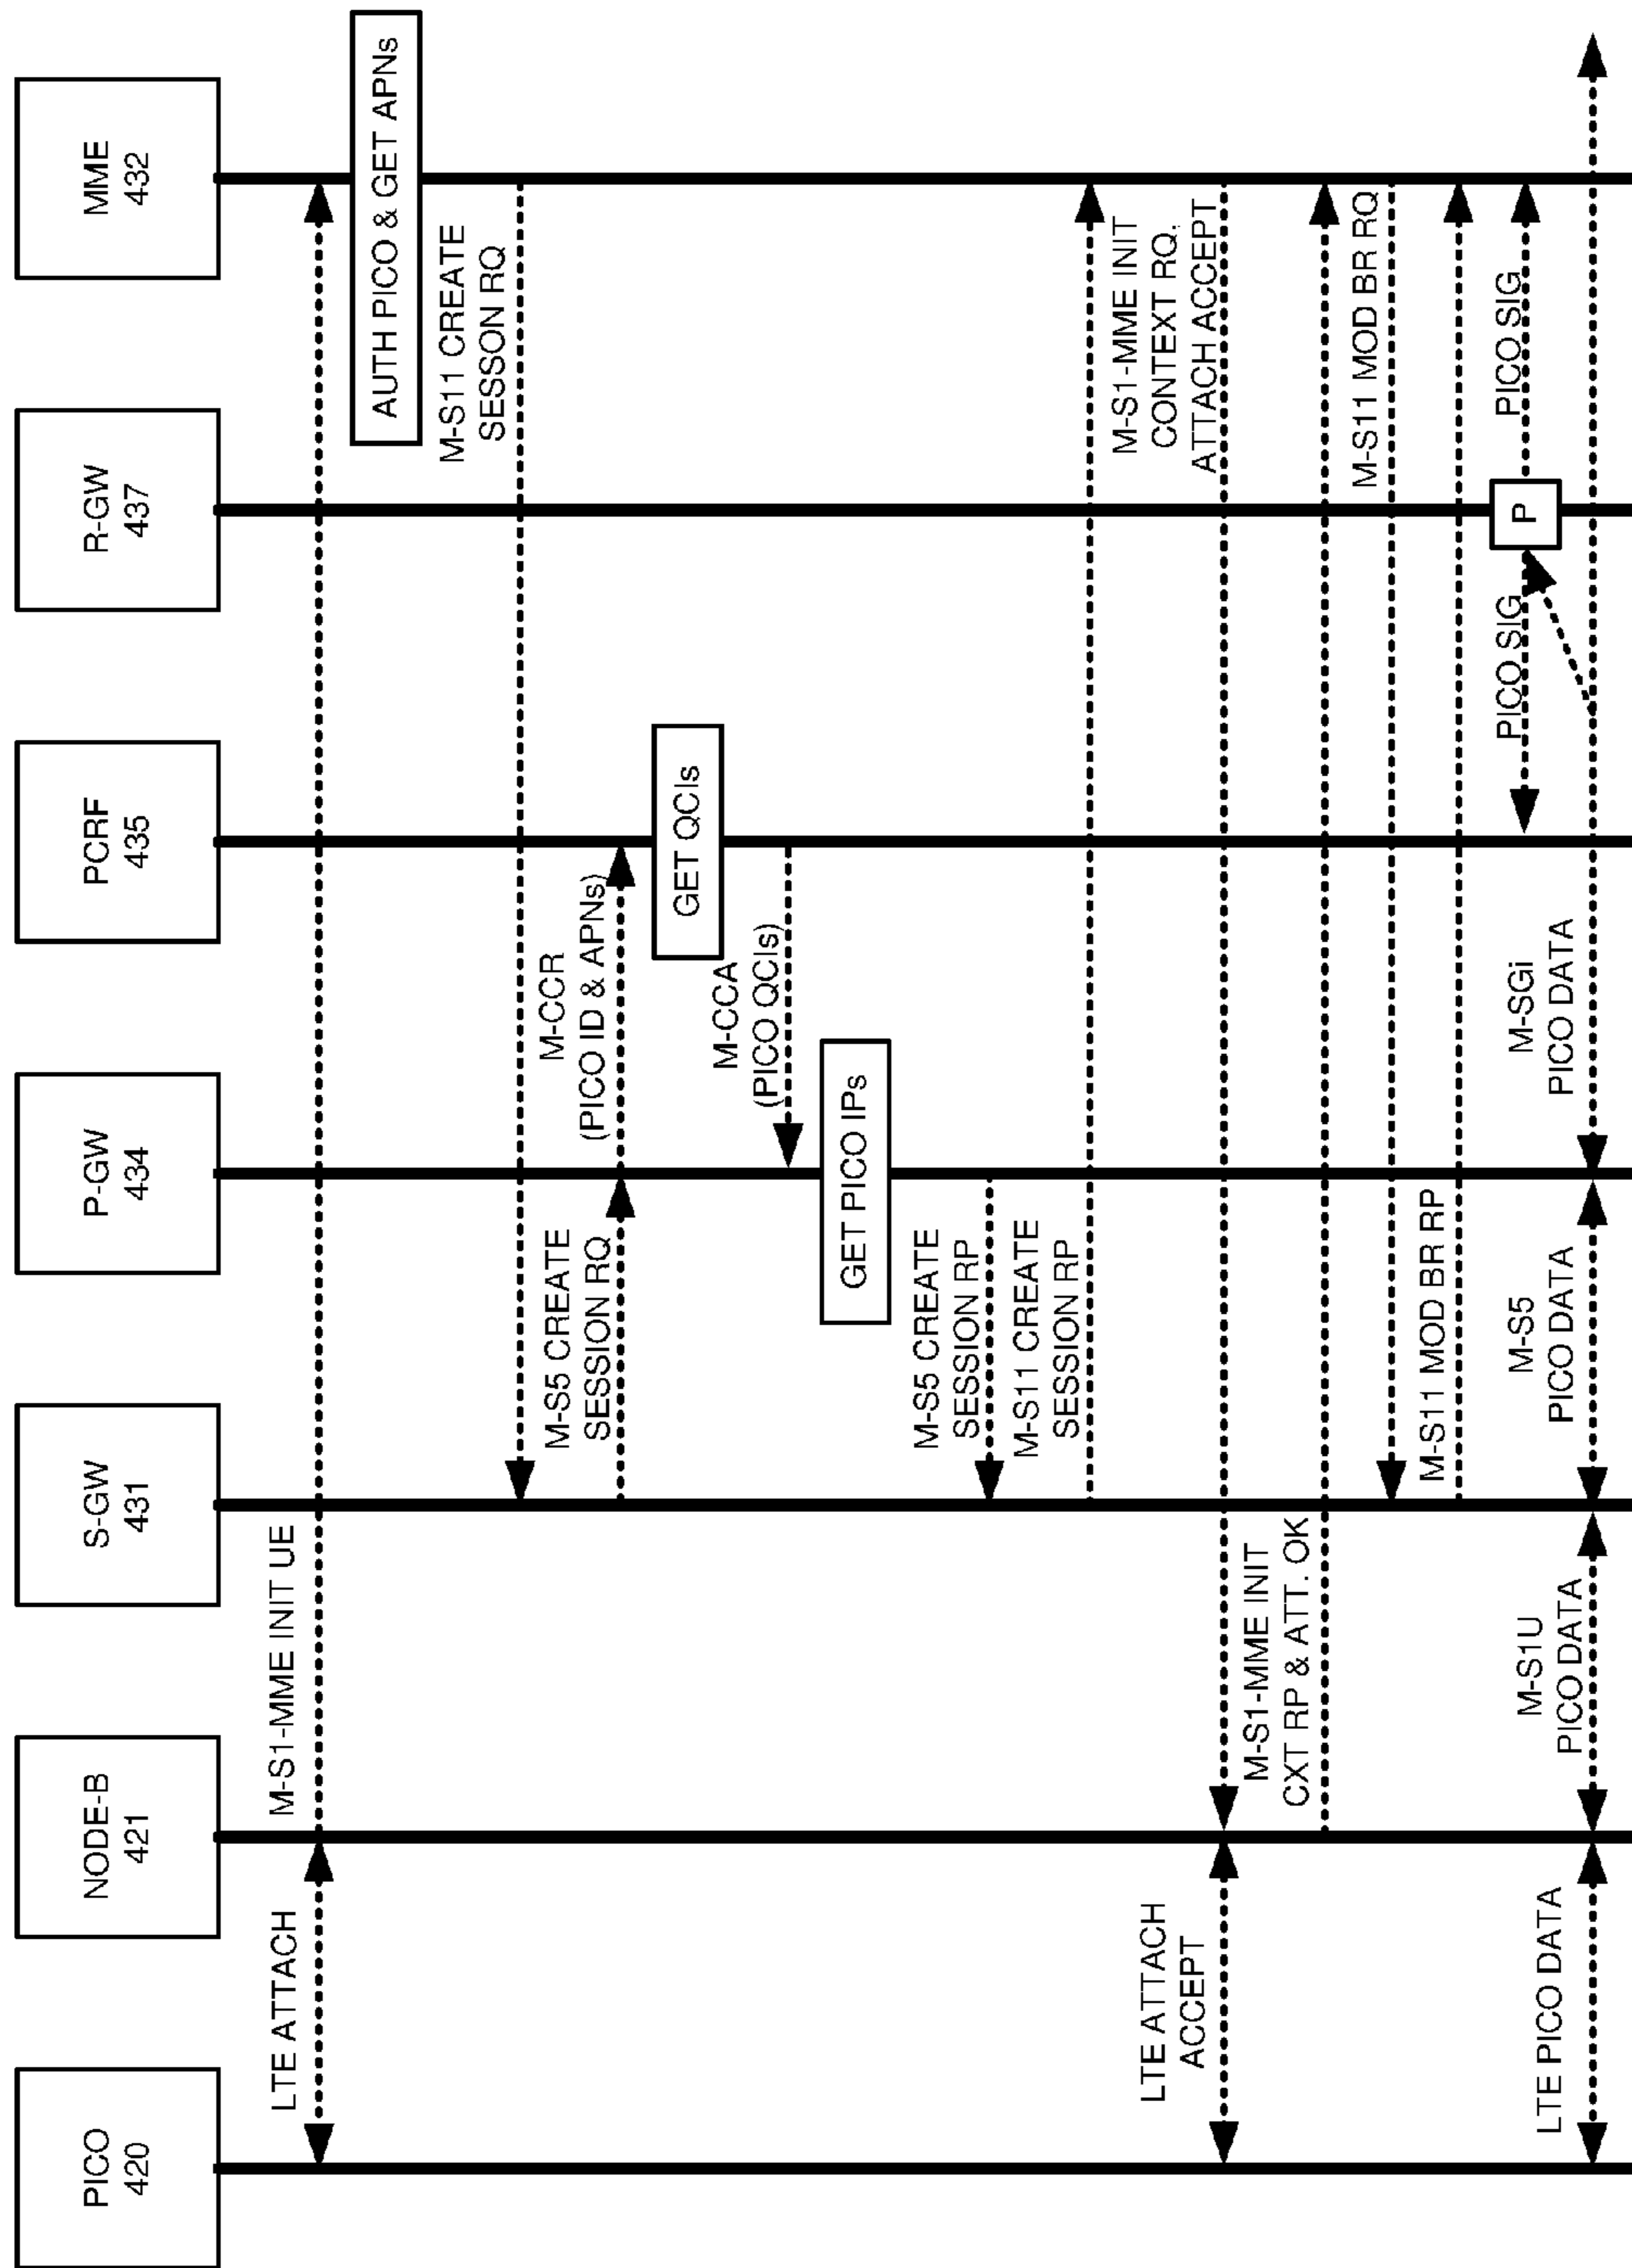 PICO
420
NODE-B
421
S-GW
431
P-GW
434
PCRF
435
R-GW
437
MME
432
LTE ATTACH
M-S1-MME INIT UE
AUTH PICO & GET APNs
M-S11 CREATE
SESSON RQ
M-S5 CREATE
SESSION RQ
M-CCR
(PICO ID & APNs)
GET QCIs
M-CCA
(PICO QCIs)
GET PICO IPs
M-S5 CREATE
SESSION RP
M-S11 CREATE
SESSION RP
M-S1-MME INIT
CONTEXT RQ.
ATTACH ACCEPT
LTE ATTACH
ACCEPT
M-S1-MME INIT
CXT RP & ATT. OK
M-S11 MOD BR RQ
M-S11 MOD BR RP
PICO SIG
P
PICO SIG
LTE PICO DATA
M-S1U
PICO DATA
M-S5
PICO DATA
M-SGi
PICO DATA